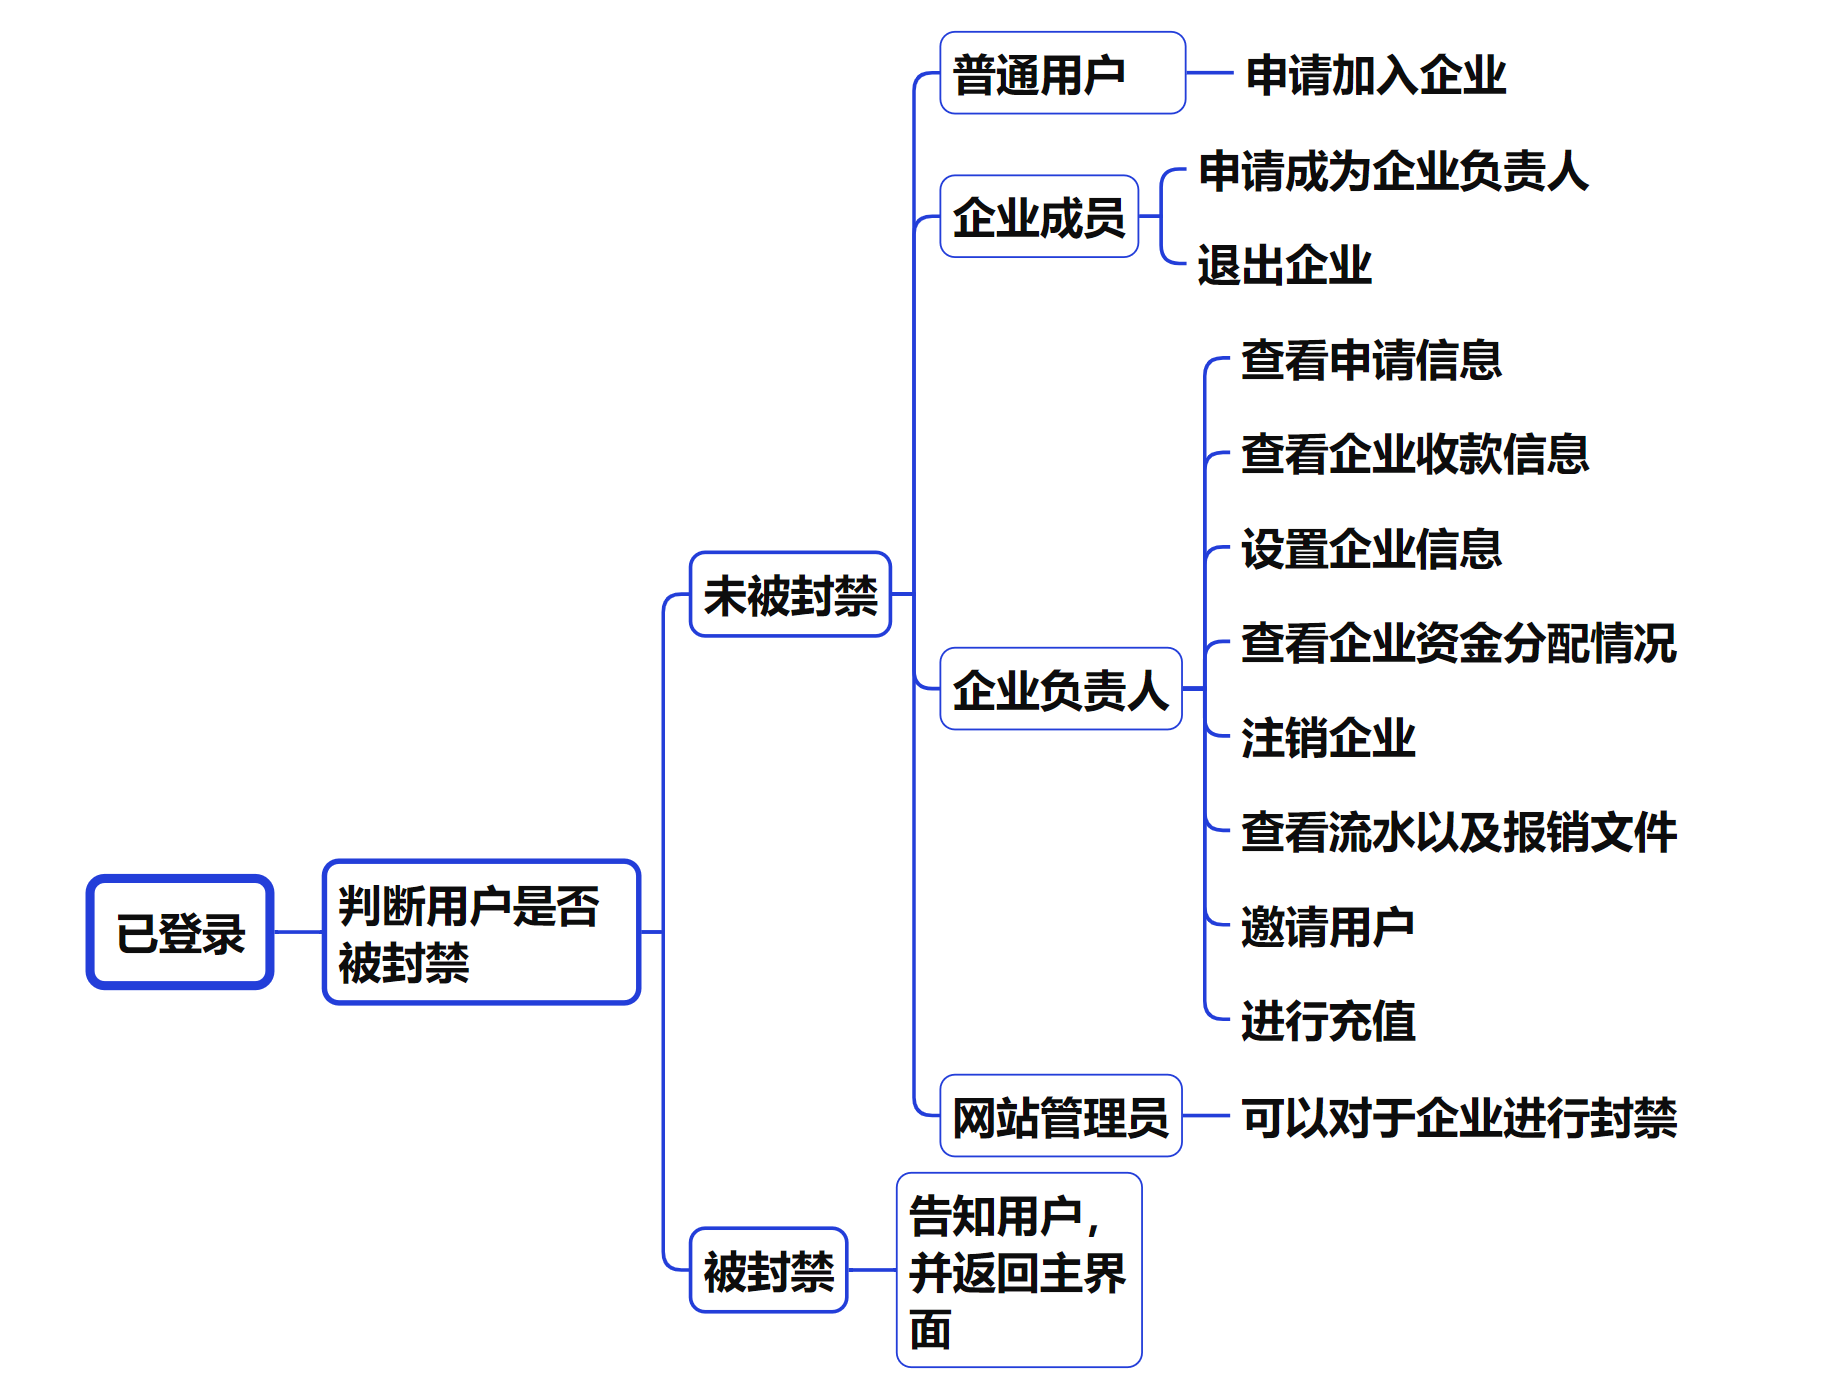 已登录
判断用户是否
被封禁
未被封禁
普通用户
申请加入企业
企业成员
申请成为企业负责人
退出企业
企业负责人
查看申请信息
查看企业收款信息
设置企业信息
查看企业资金分配情况
注销企业
查看流水以及报销文件
邀请用户
进行充值
网站管理员
可以对于企业进行封禁
被封禁
告知用户，
并返回主界
面